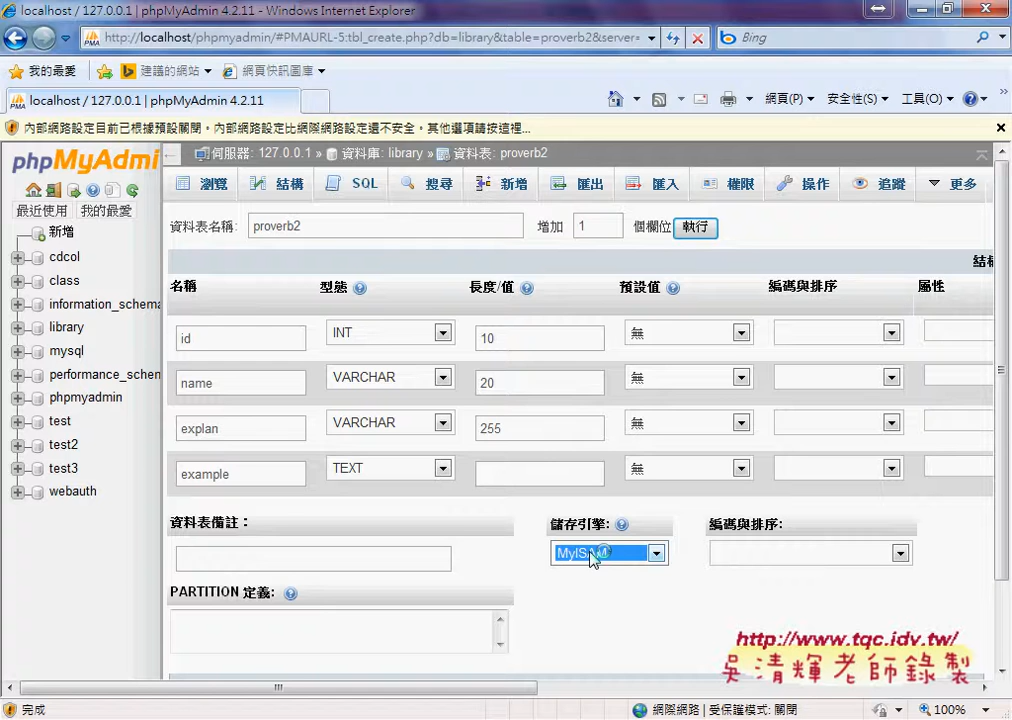 localhost / 127.0.0.1 | phpMyAdmin 4.2.11 - Windows Internet Explorer
http://localhost/phpmyadmin/#PMAURL-5:tbl_create.php?db=library&table=proverb2&server=
Bing
我的最愛
建議的網站
網頁快訊圖庫
localhost / 127.0.0.1 | phpMyAdmin 4.2.11
網頁(P)
安全性(S)
工具(O)
內部網路設定目前已根據預設關閉。內部網路設定比網際網路設定還不安全。其他選項請按這裡...
phpMyAdmi
伺服器: 127.0.0.1 » 資料庫: library » 資料表: proverb2
瀏覽 結構 SQL 搜尋 新增 匯出 匯入 權限 操作 追蹤 更多
最近使用 我的最愛
新增
cdcol
class
information_schema
library
mysql
performance_schem
phpmyadmin
test
test2
test3
webauth
資料表名稱: proverb2 增加 1 個欄位 執行
結構
名稱 型態 長度/值 預設值 編碼與排序 屬性
id INT 10 無
name VARCHAR 20 無
explan VARCHAR 255 無
example TEXT 無
資料表備註： 儲存引擎: 編碼與排序:
MyISAM
PARTITION 定義:
http://www.tqc.idv.tw/
吳清輝老師錄製
完成
網際網路 | 受保護模式: 關閉
100%